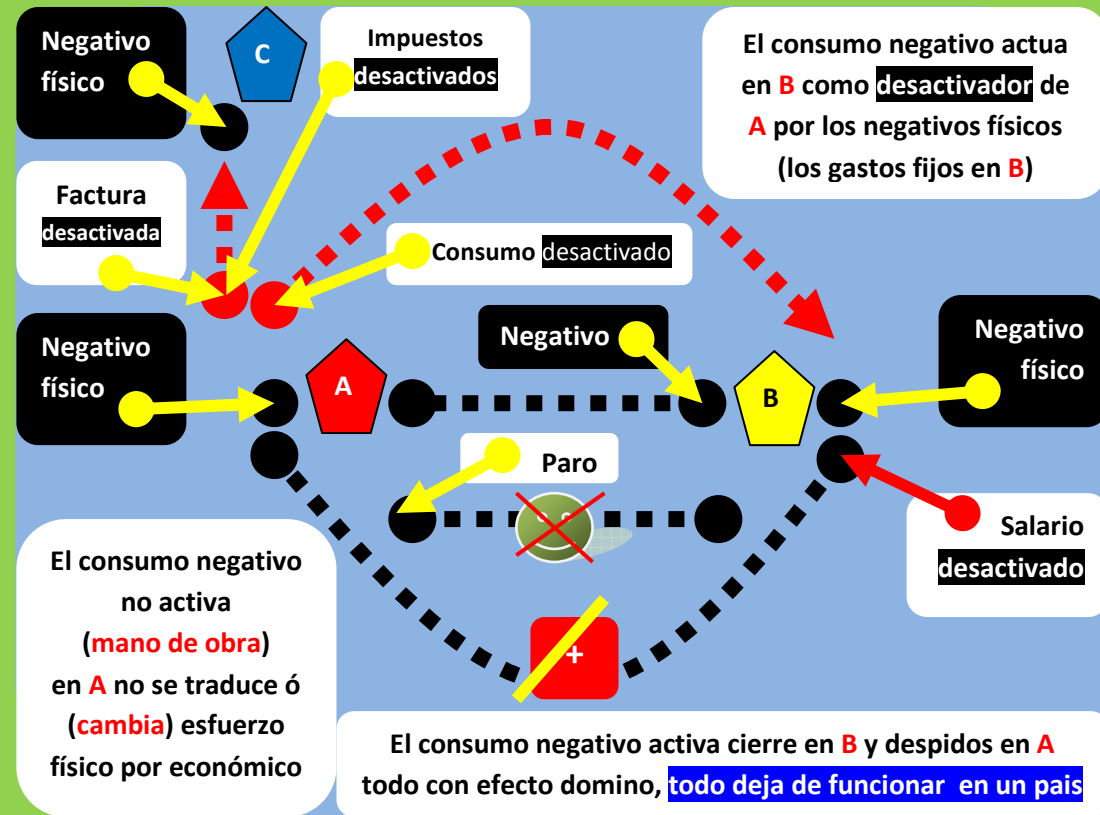 Negativo
físico
C
Impuestos
desactivados
El consumo negativo actua
en B como desactivador de
A por los negativos físicos
(los gastos fijos en B)
Factura
desactivada
Consumo desactivado
Negativo
físico
A
Negativo
B
Negativo
físico
Paro
Salario
desactivado
El consumo negativo
no activa
(mano de obra)
en A no se traduce ó
(cambia) esfuerzo
físico por económico
+
El consumo negativo activa cierre en B y despidos en A
todo con efecto domino, todo deja de funcionar en un pais